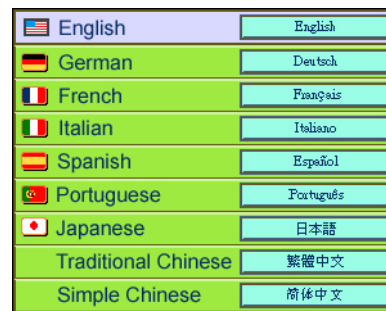 English English
German Deutsch
French Français
Italian Italiano
Spanish Español
Portuguese Português
Japanese 日本語
Traditional Chinese 繁體中文
Simple Chinese 简体中文